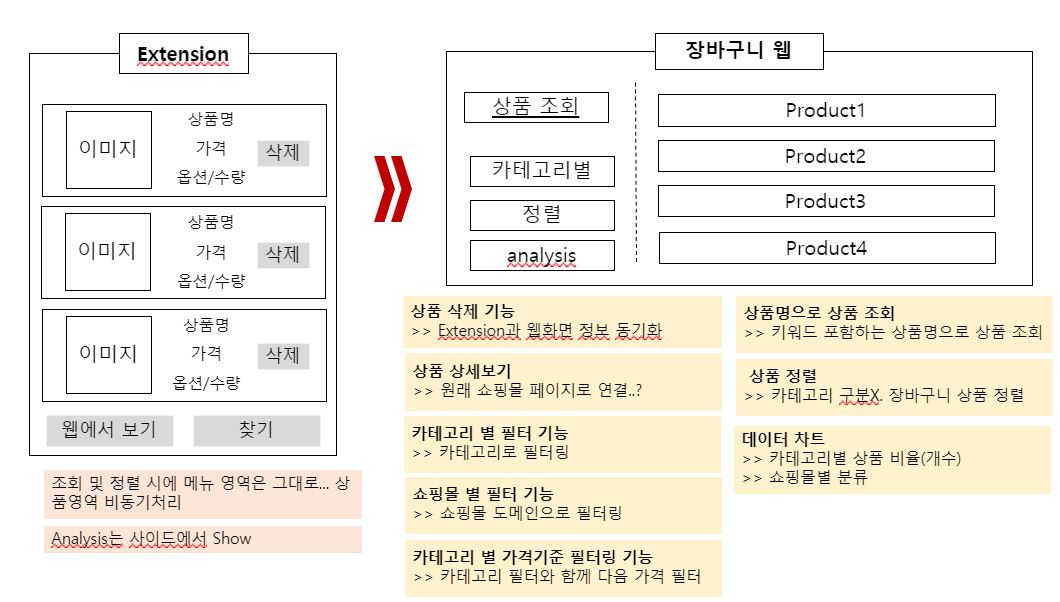 Extension
이미지
상품명
가격
옵션/수량
삭제
이미지
상품명
가격
옵션/수량
삭제
이미지
상품명
가격
옵션/수량
삭제
웹에서 보기
찾기
조회 및 정렬 시에 메뉴 영역은 그대로... 상
품영역 비동기처리
Analysis는 사이드에서 Show
장바구니 웹
상품 조회
카테고리별
정렬
analysis
Product1
Product2
Product3
Product4
상품 삭제 기능
>> Extension과 웹화면 정보 동기화
상품 상세보기
>> 원래 쇼핑몰 페이지로 연결..?
카테고리 별 필터 기능
>> 카테고리로 필터링
쇼핑몰 별 필터 기능
>> 쇼핑몰 도메인으로 필터링
카테고리 별 가격기준 필터링 기능
>> 카테고리 필터와 함께 다음 가격 필터
상품명으로 상품 조회
>> 키워드 포함하는 상품명으로 상품 조회
상품 정렬
>> 카테고리 구분X. 장바구니 상품 정렬
데이터 차트
>> 카테고리별 상품 비율(개수)
>> 쇼핑몰별 분류